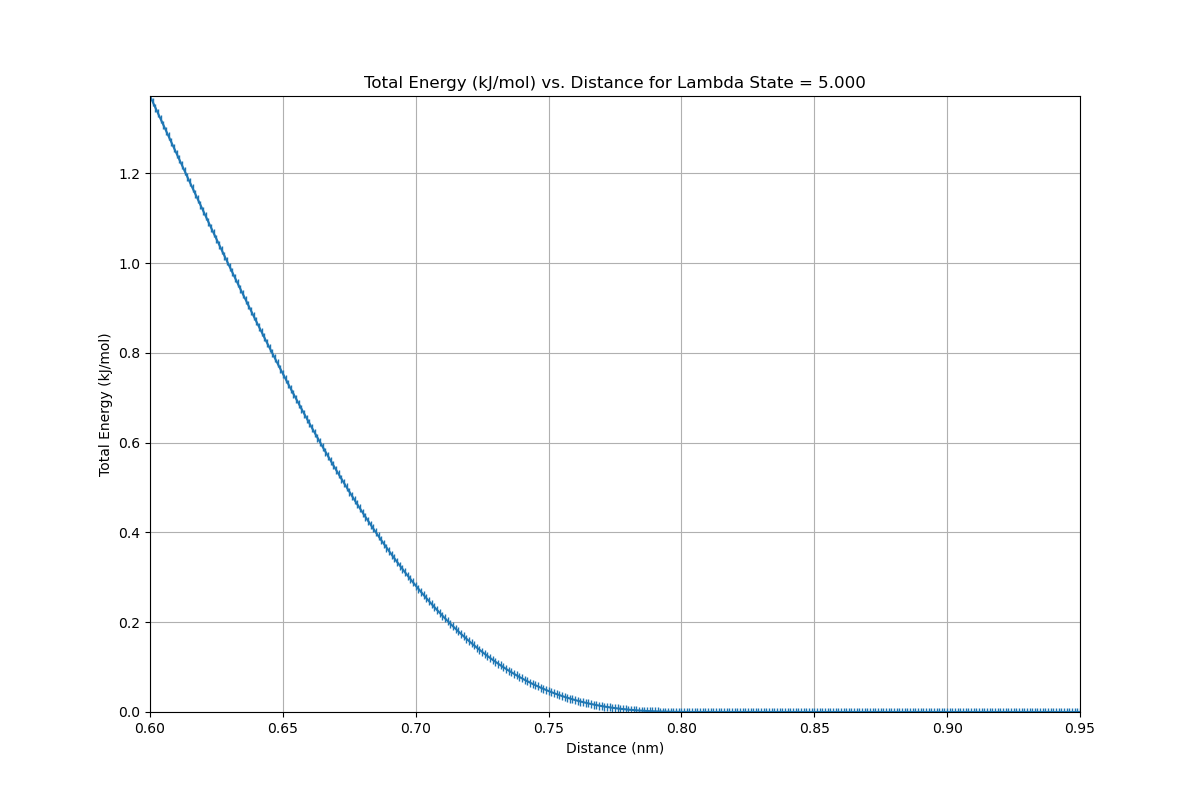 Total Energy (kJ/mol) vs. Distance for Lambda State = 5.000
Total Energy (kJ/mol)
1.2
1.0
0.8
0.6
0.4
0.2
0.0
0.60 0.65 0.70 0.75 0.80 0.85 0.90 0.95
Distance (nm)